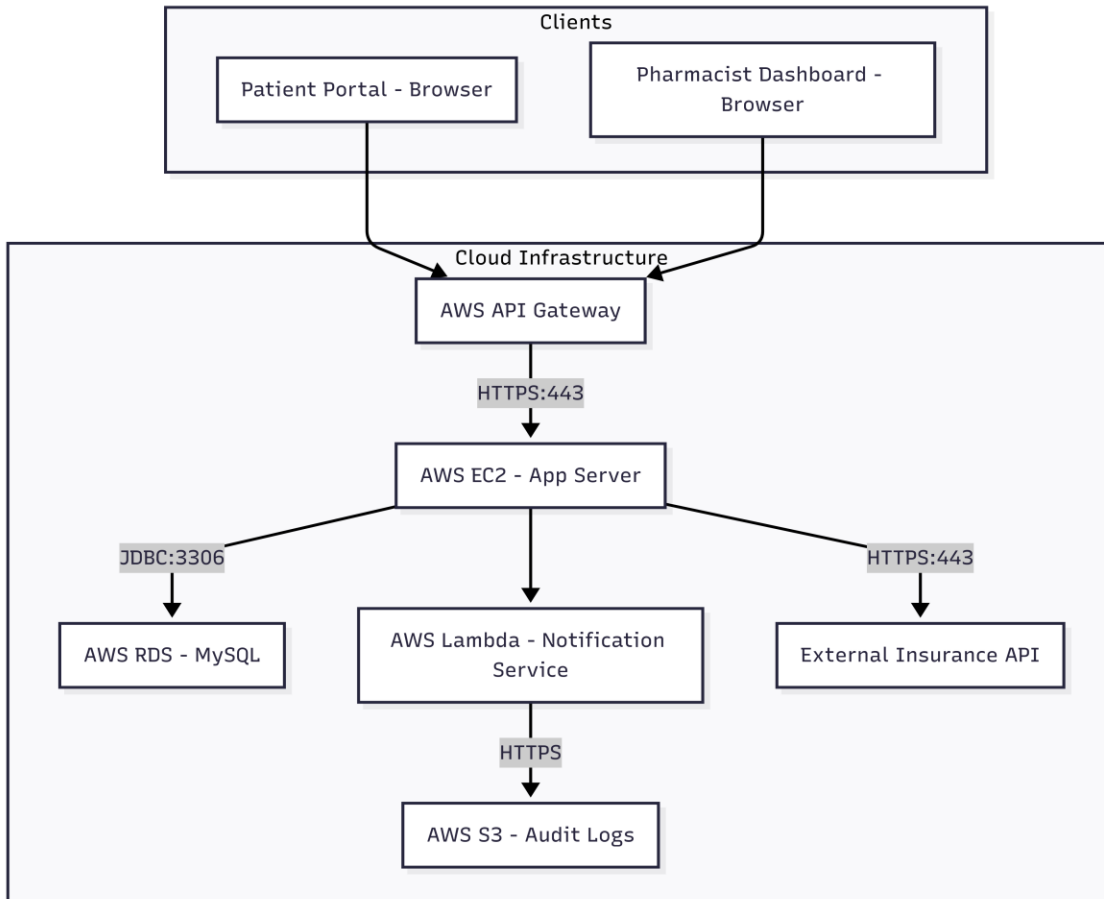 Clients
Patient Portal - Browser
Pharmacist Dashboard -
Browser
Cloud Infrastructure
AWS API Gateway
HTTPS:443
AWS EC2 - App Server
JDBC:3306
HTTPS:443
AWS RDS - MySQL
AWS Lambda - Notification
Service
External Insurance API
HTTPS
AWS S3 - Audit Logs